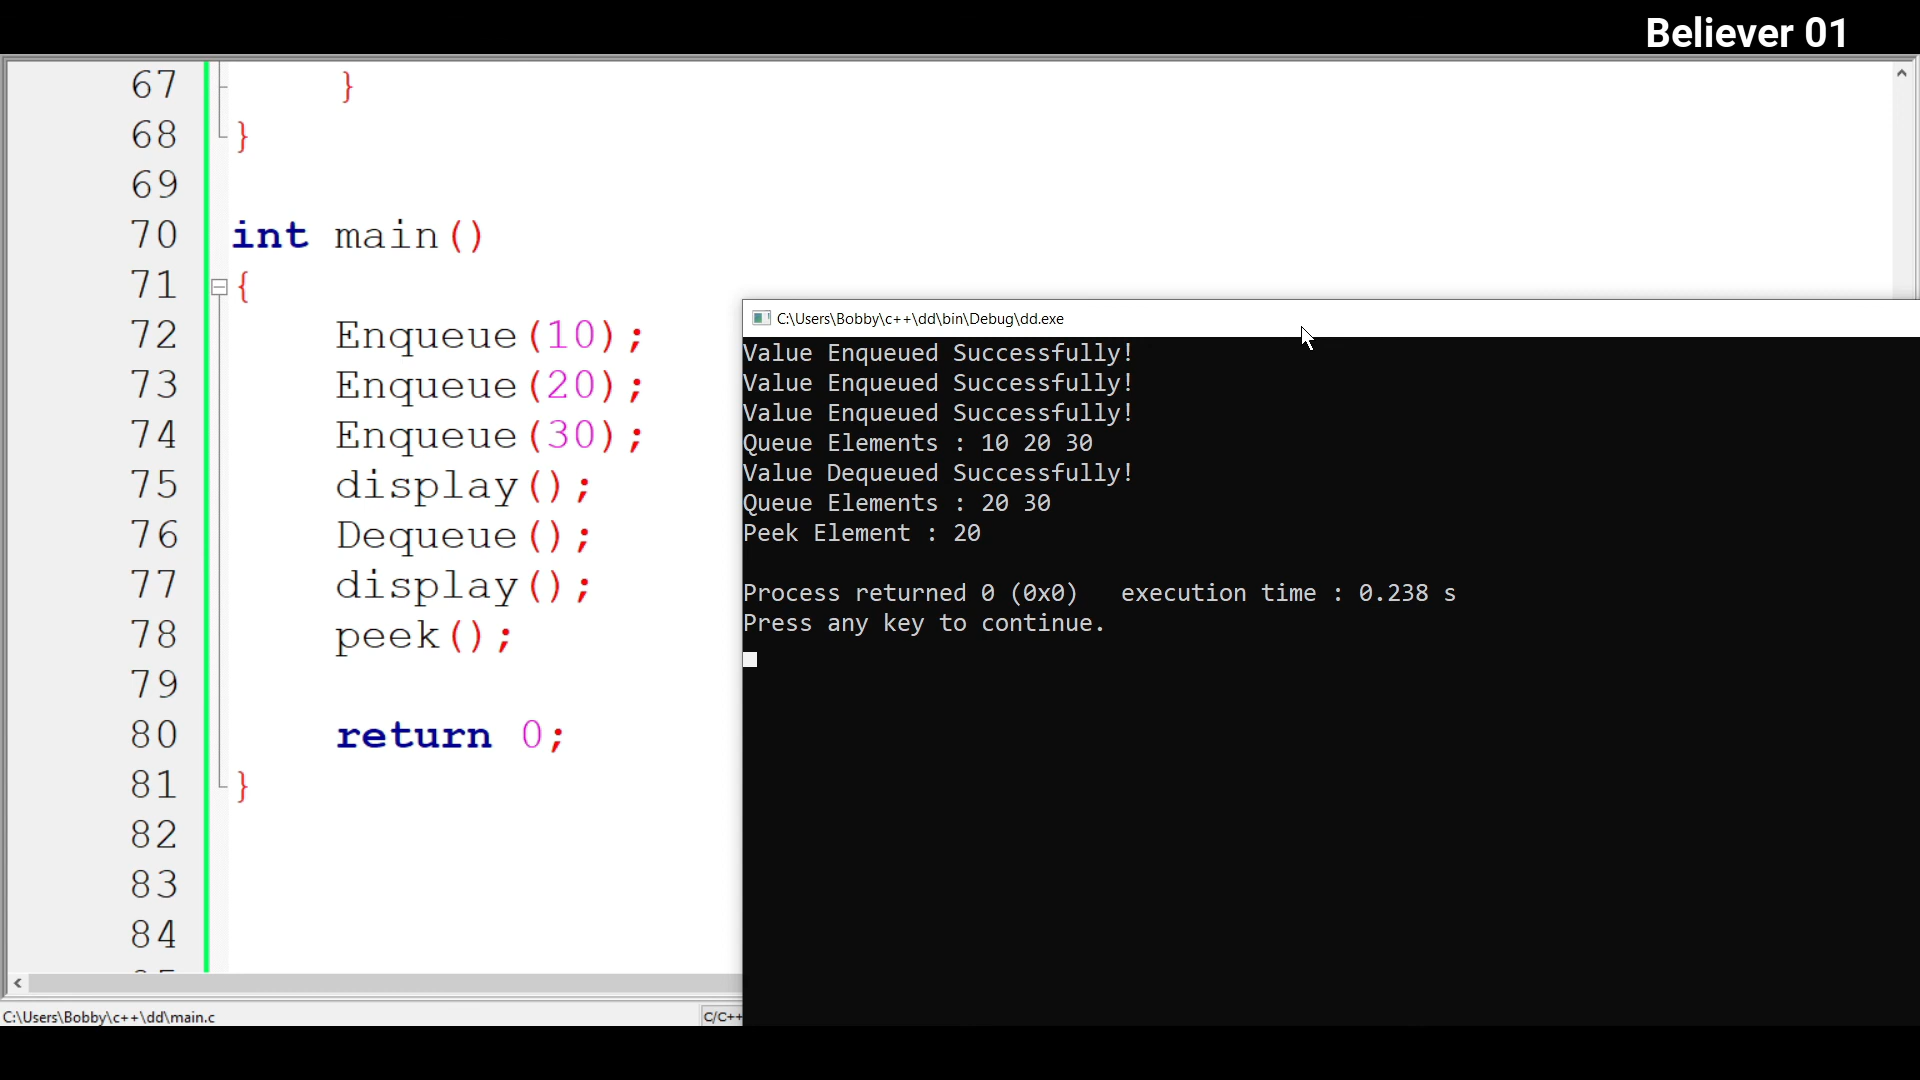 Believer 01
67 }
68 }
69
70 int main()
71 {
72 Enqueue(10);
73 Enqueue(20);
74 Enqueue(30);
75 display();
76 Dequeue();
77 display();
78 peek();
79
80 return 0;
81 }
82
83
84
C:\Users\Bobby\c++\dd\main.c
C/C++
C:\Users\Bobby\c++\dd\bin\Debug\dd.exe
Value Enqueued Successfully!
Value Enqueued Successfully!
Value Enqueued Successfully!
Queue Elements : 10 20 30
Value Dequeued Successfully!
Queue Elements : 20 30
Peek Element : 20
Process returned 0 (0x0)   execution time : 0.238 s
Press any key to continue.